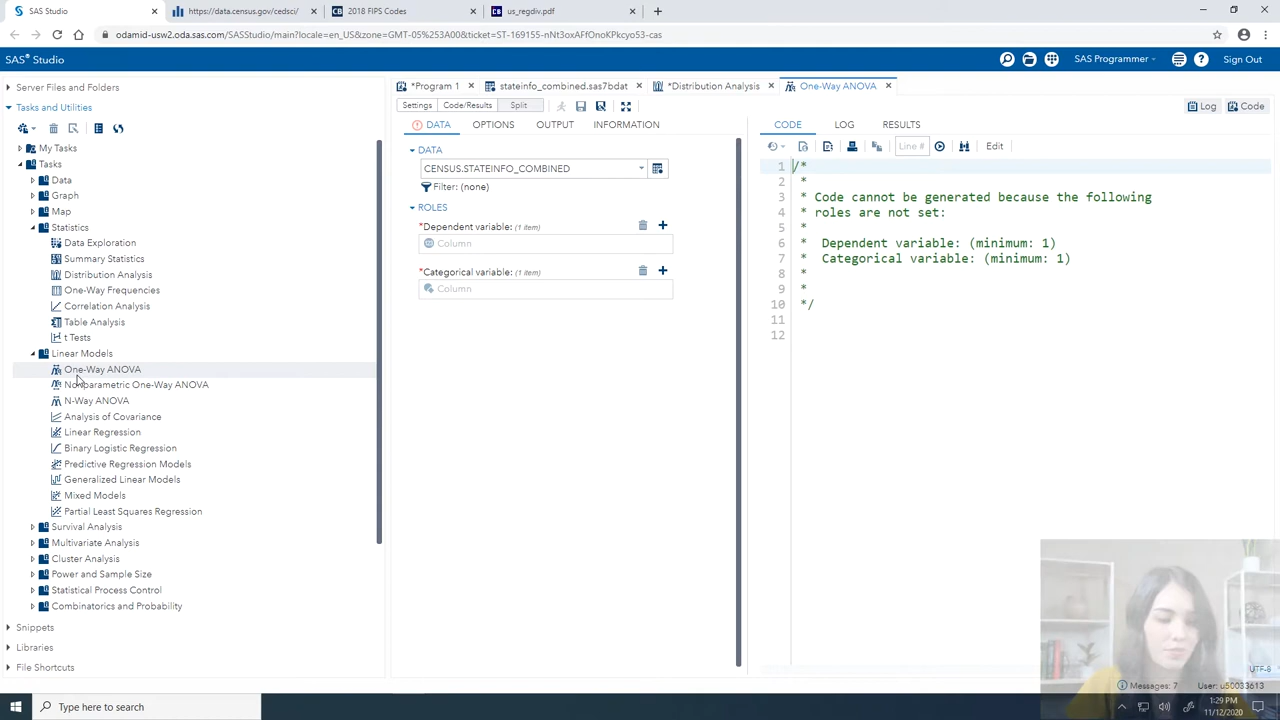 SAS Studio
https://data.census.gov/cedsci/
2018 FIPS Codes
us_regdiv.pdf
odamid-usw2.oda.sas.com/SASStudio/main?locale=en_US&zone=GMT-05%253A00&ticket=ST-169155-nNt3oxAFfOnoKPkcyo53-cas
SAS® Studio
SAS Programmer
Sign Out
Server Files and Folders
Tasks and Utilities
My Tasks
Tasks
Data
Graph
Map
Statistics
Data Exploration
Summary Statistics
Distribution Analysis
One-Way Frequencies
Correlation Analysis
Table Analysis
t Tests
Linear Models
One-Way ANOVA
Nonparametric One-Way ANOVA
N-Way ANOVA
Analysis of Covariance
Linear Regression
Binary Logistic Regression
Predictive Regression Models
Generalized Linear Models
Mixed Models
Partial Least Squares Regression
Survival Analysis
Multivariate Analysis
Cluster Analysis
Power and Sample Size
Statistical Process Control
Combinatorics and Probability
Snippets
Libraries
File Shortcuts
*Program 1
stateinfo_combined.sas7bdat
*Distribution Analysis
One-Way ANOVA
Settings
Code/Results
Split
Log
Code
DATA
OPTIONS
OUTPUT
INFORMATION
DATA
CENSUS.STATEINFO_COMBINED
Filter: (none)
ROLES
*Dependent variable: (1 item)
Column
*Categorical variable: (1 item)
Column
CODE
LOG
RESULTS
Line #
Edit
1 /*
2 *
3 * Code cannot be generated because the following
4 * roles are not set:
5 *
6 * Dependent variable: (minimum: 1)
7 * Categorical variable: (minimum: 1)
8 *
9 *
10 */
11
12
UTF-8
Messages: 7
User: u50033613
Type here to search
1:29 PM
11/12/2020